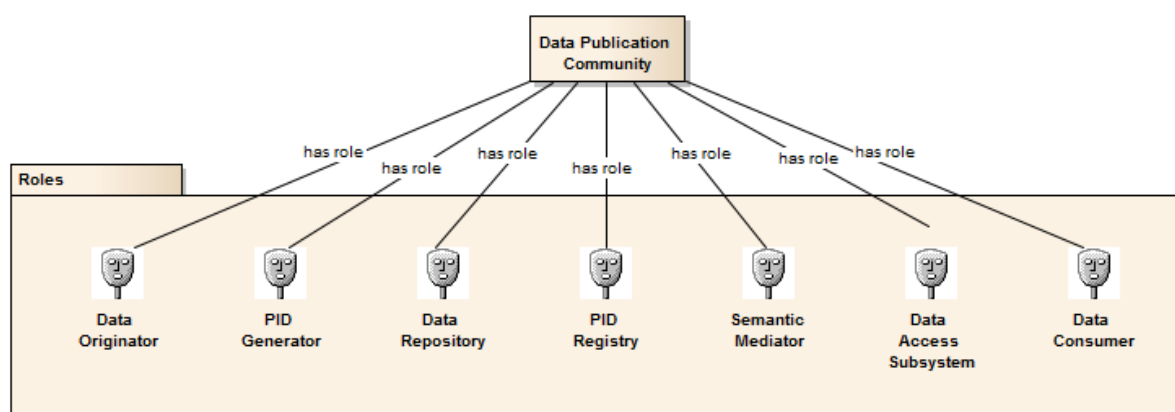 Data Publication
Community
has role
has role
has role
has role
has role
has role
has role
Roles
Data
Originator
PID
Generator
Data
Repository
PID
Registry
Semantic
Mediator
Data
Access
Subsystem
Data
Consumer